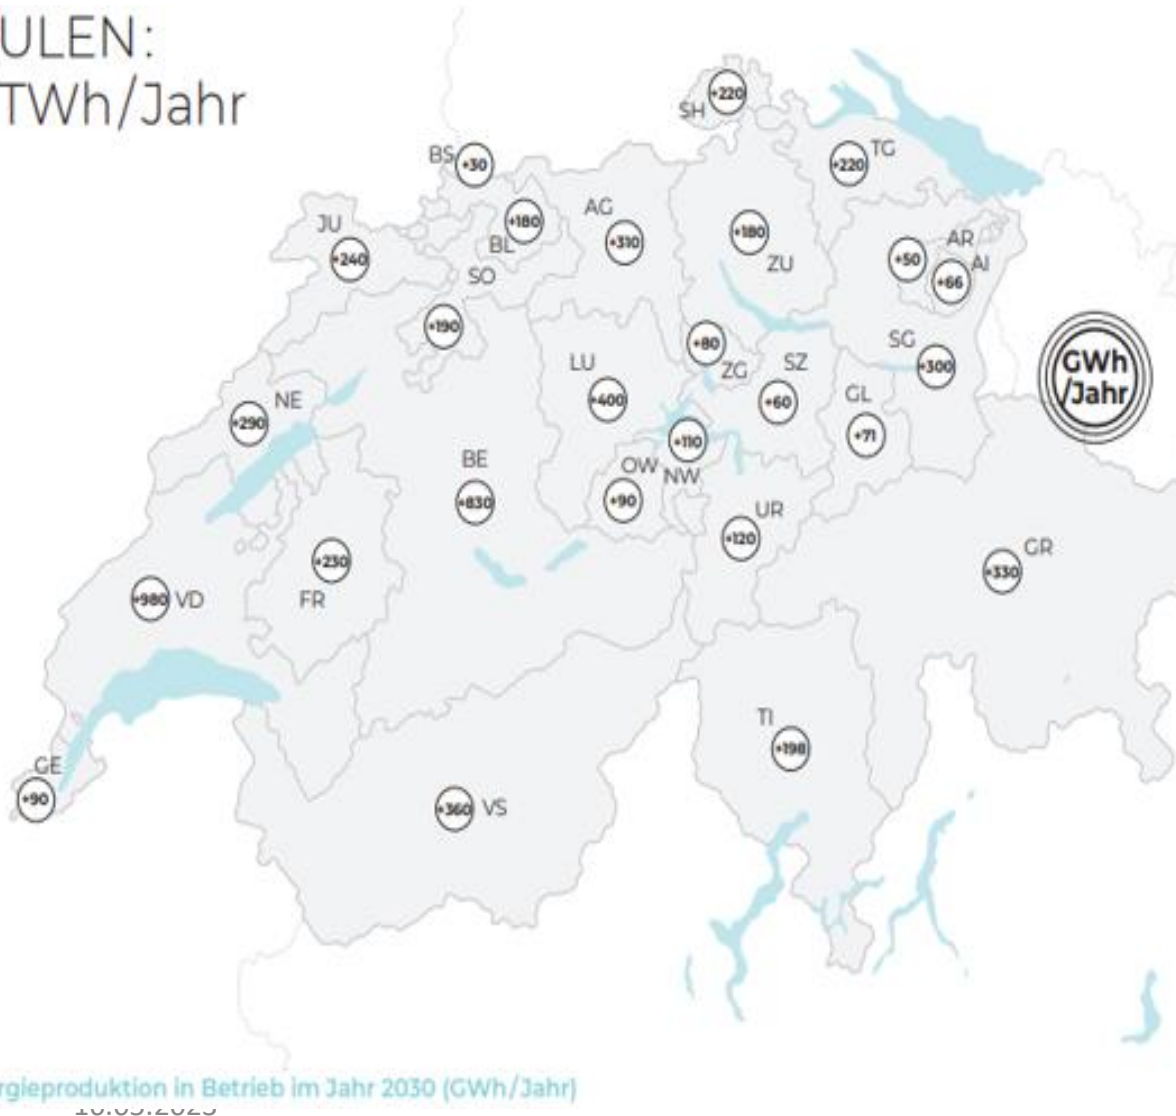 ULEN:
TWh/Jahr
+220
SH
BS
+30
+220
TG
JU
+240
+180
BL
AG
+310
+180
ZU
AR
+50
AI
+66
SO
+190
+80
ZG
SZ
SG
+300
GWh
/Jahr
LU
+400
+60
GL
+71
NE
+290
+110
OW
NW
BE
+830
+90
UR
+120
GR
+330
+230
FR
+980
VD
TI
+198
GE
+90
+360
VS
rgieproduktion in Betrieb im Jahr 2030 (GWh/Jahr)